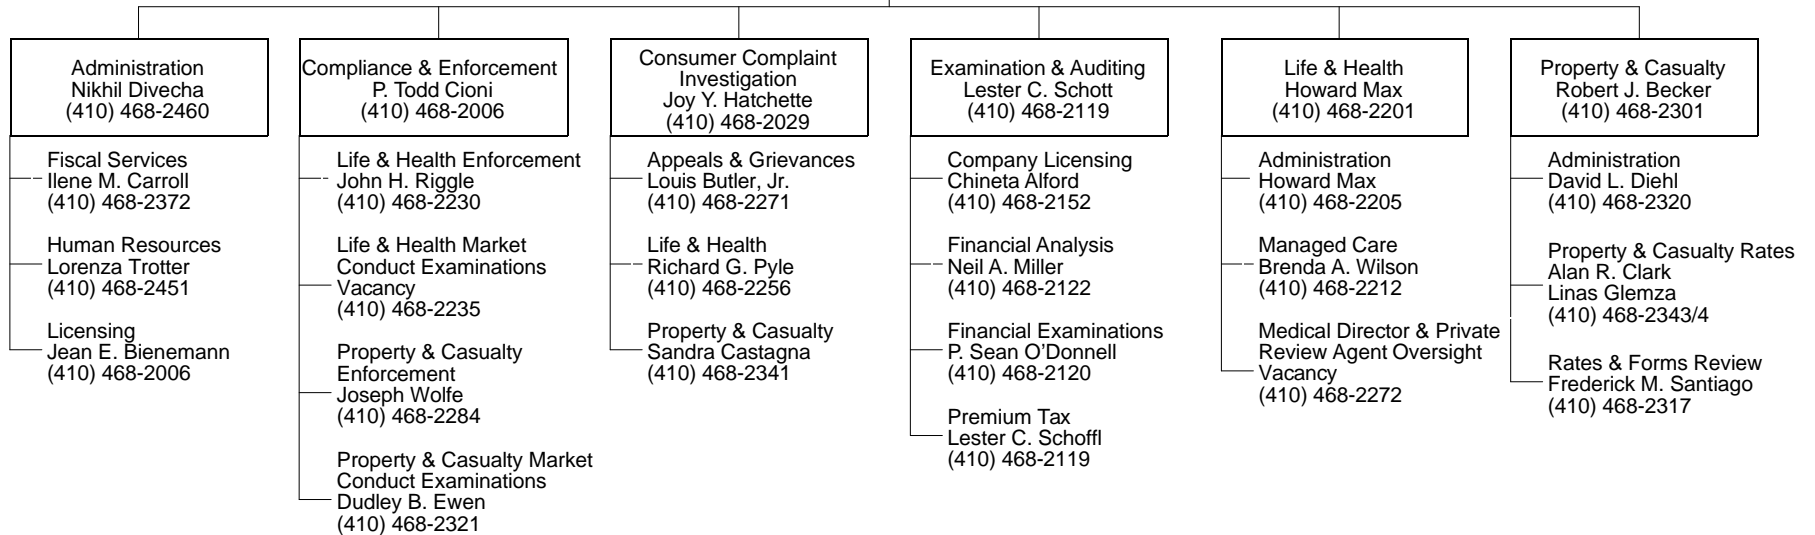 Administration
Nikhil Divecha
(410) 468-2460
Fiscal Services
Ilene M. Carroll
(410) 468-2372
Human Resources
Lorenza Trotter
(410) 468-2451
Licensing
Jean E. Bienemann
(410) 468-2006
Compliance & Enforcement
P. Todd Cioni
(410) 468-2006
Life & Health Enforcement
John H. Riggle
(410) 468-2230
Life & Health Market
Conduct Examinations
Vacancy
(410) 468-2235
Property & Casualty
Enforcement
Joseph Wolfe
(410) 468-2284
Property & Casualty Market
Conduct Examinations
Dudley B. Ewen
(410) 468-2321
Consumer Complaint
Investigation
Joy Y. Hatchette
(410) 468-2029
Appeals & Grievances
Louis Butler, Jr.
(410) 468-2271
Life & Health
Richard G. Pyle
(410) 468-2256
Property & Casualty
Sandra Castagna
(410) 468-2341
Examination & Auditing
Lester C. Schott
(410) 468-2119
Company Licensing
Chineta Alford
(410) 468-2152
Financial Analysis
Neil A. Miller
(410) 468-2122
Financial Examinations
P. Sean O’Donnell
(410) 468-2120
Premium Tax
Lester C. Schoffl
(410) 468-2119
Life & Health
Howard Max
(410) 468-2201
Administration
Howard Max
(410) 468-2205
Managed Care
Brenda A. Wilson
(410) 468-2212
Medical Director & Private
Review Agent Oversight
Vacancy
(410) 468-2272
Property & Casualty
Robert J. Becker
(410) 468-2301
Administration
David L. Diehl
(410) 468-2320
Property & Casualty Rates
Alan R. Clark
Linas Glemza
(410) 468-2343/4
Rates & Forms Review
Frederick M. Santiago
(410) 468-2317